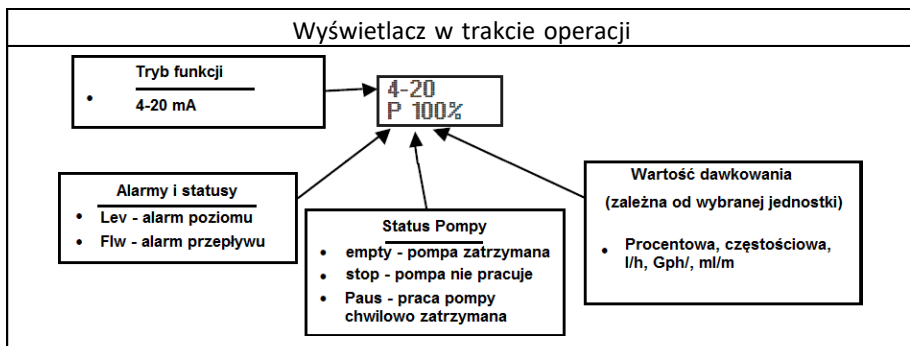 Wyświetlacz w trakcie operacji
Tryb funkcji
• 4-20 mA
4-20
P 100%
Alarmy i statusy
• Lev - alarm poziomu
• Flw - alarm przepływu
Status Pompy
• empty - pompa zatrzymana
• stop - pompa nie pracuje
• Paus - praca pompy
chwilowo zatrzymana
Wartość dawkowania
(zależna od wybranej jednostki)
• Procentowa, częstościowa,
l/h, Gph/, ml/m